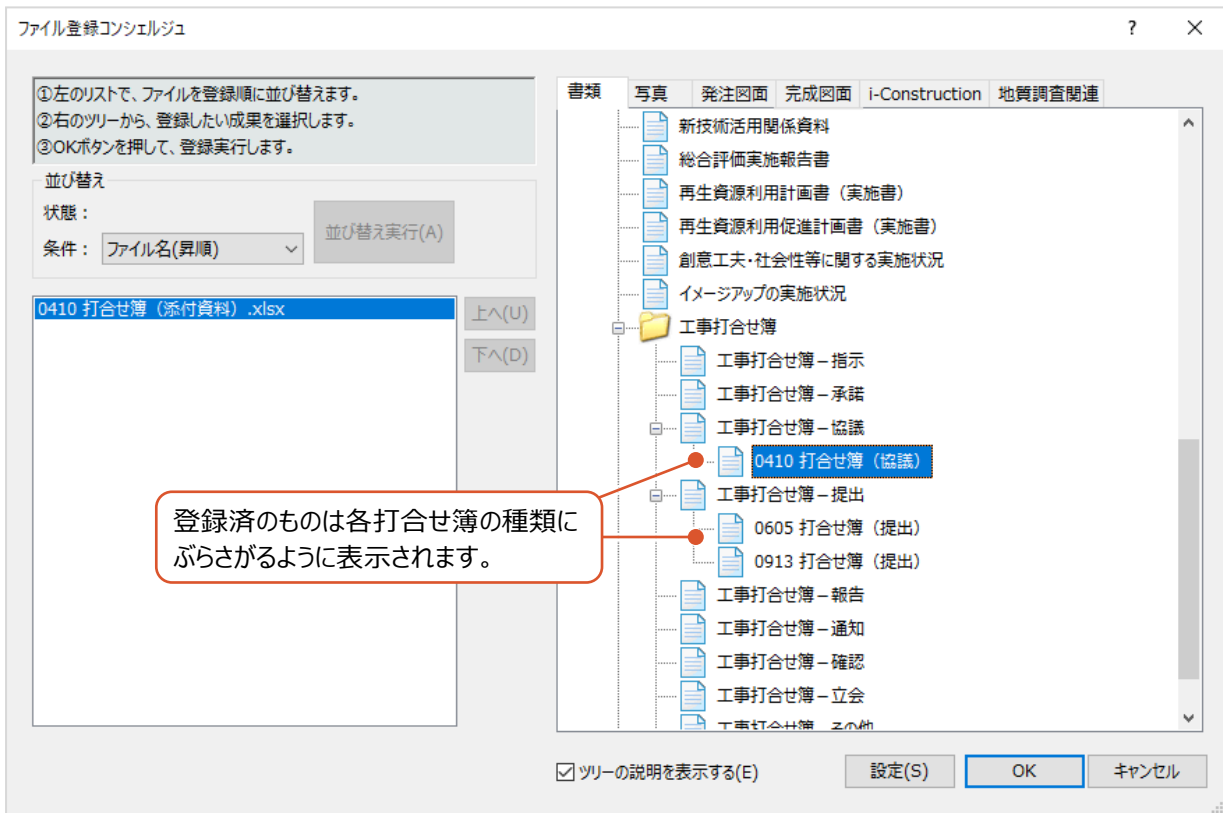 ファイル登録コンシェルジュ
?
①左のリストで、ファイルを登録順に並び替えます。
②右のツリーから、登録したい成果を選択します。
③OKボタンを押して、登録実行します。
並び替え
状態：
条件： ファイル名(昇順)
並び替え実行(A)
0410 打合せ簿（添付資料）.xlsx
上へ(U)
下へ(D)
書類 写真 発注図面 完成図面 i-Construction 地質調査関連
新技術活用関係資料
総合評価実施報告書
再生資源利用計画書（実施書）
再生資源利用促進計画書（実施書）
創意工夫・社会性等に関する実施状況
イメージアップの実施状況
工事打合せ簿
工事打合せ簿－指示
工事打合せ簿－承諾
工事打合せ簿－協議
0410 打合せ簿（協議）
工事打合せ簿－提出
0605 打合せ簿（提出）
0913 打合せ簿（提出）
工事打合せ簿－報告
工事打合せ簿－通知
工事打合せ簿－確認
工事打合せ簿－立会
工事打合せ簿－その他
登録済のものは各打合せ簿の種類に
ぶらさがるように表示されます。
ツリーの説明を表示する(E)
設定(S)
OK
キャンセル